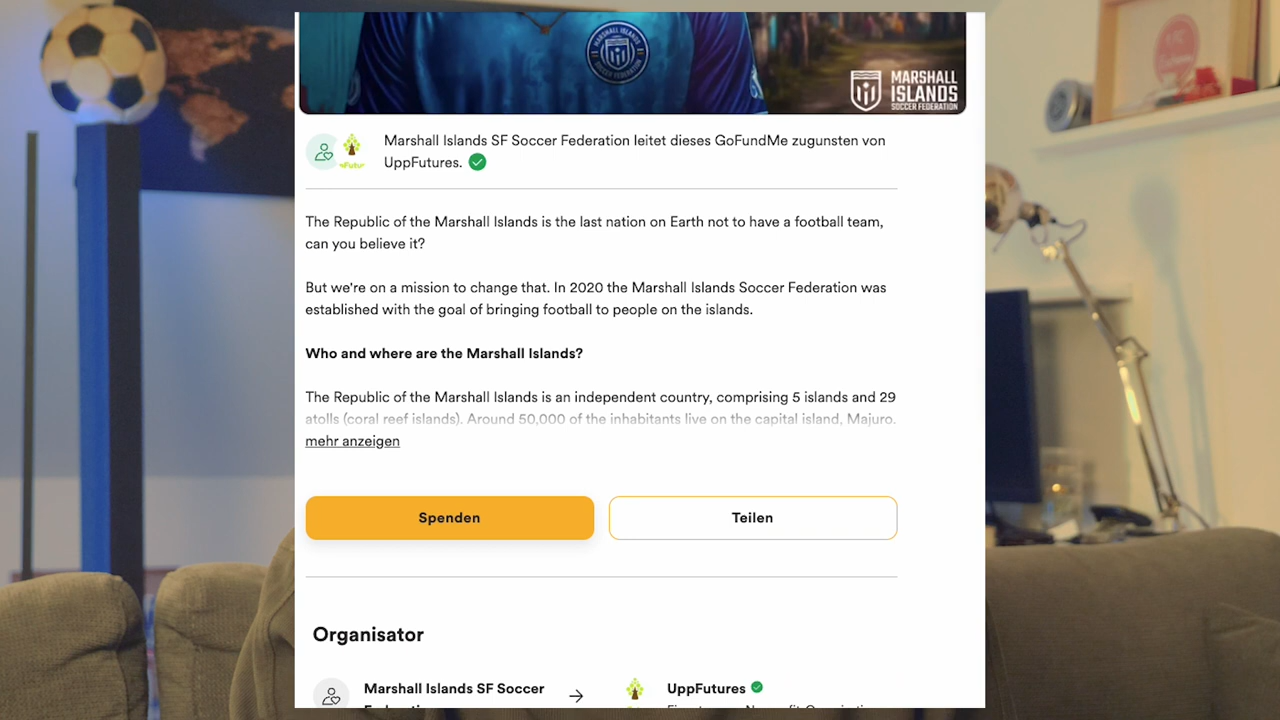 MARSHALL ISLANDS
SOCCER FEDERATION
MARSHALL
ISLANDS
SOCCER FEDERATION
Marshall Islands SF Soccer Federation leitet dieses GoFundMe zugunsten von
UppFutures.
The Republic of the Marshall Islands is the last nation on Earth not to have a football team,
can you believe it?
But we're on a mission to change that. In 2020 the Marshall Islands Soccer Federation was
established with the goal of bringing football to people on the islands.
Who and where are the Marshall Islands?
The Republic of the Marshall Islands is an independent country, comprising 5 islands and 29
atolls (coral reef islands). Around 50,000 of the inhabitants live on the capital island, Majuro.
mehr anzeigen
Spenden
Teilen
Organisator
Marshall Islands SF Soccer
UppFutures